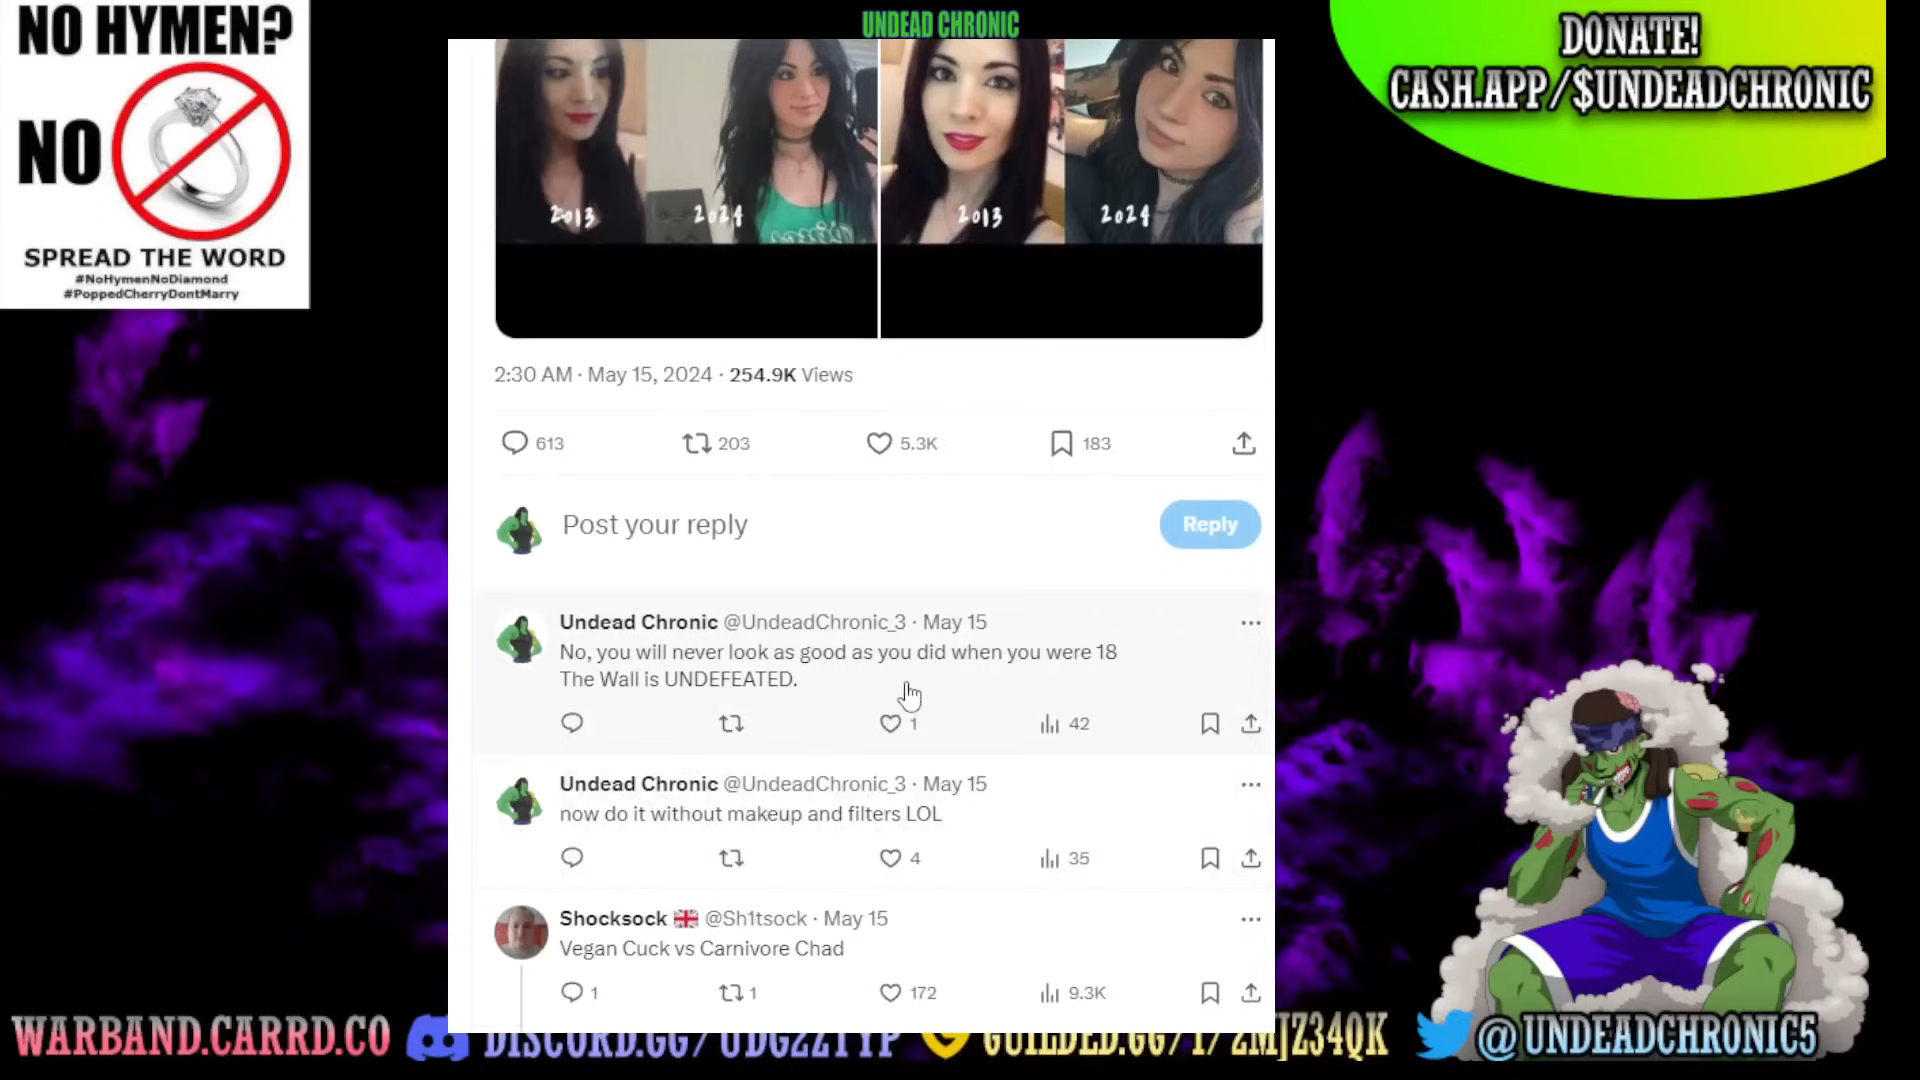 UNDEAD CHRONIC
NO HYMEN?
NO
SPREAD THE WORD
#NoHymenNoDiamond
#PoppedCherryDontMarry
DONATE!
CASH.APP/$UNDEADCHRONIC
2013
2024
2013
2024
2:30 AM · May 15, 2024 · 254.9K Views
613
203
5.3K
183
Post your reply
Reply
Undead Chronic @UndeadChronic_3 · May 15
No, you will never look as good as you did when you were 18
The Wall is UNDEFEATED.
1
42
Undead Chronic @UndeadChronic_3 · May 15
now do it without makeup and filters LOL
4
35
Shocksock 🇬🇧 @Sh1tsock · May 15
Vegan Cuck vs Carnivore Chad
1
1
172
9.3K
WARBAND.CARRD.CO
@UNDEADCHRONIC5